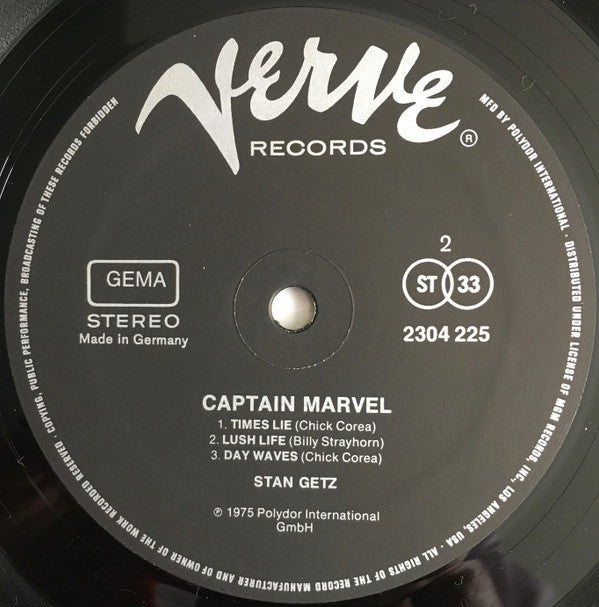 Verve
RECORDS ®
GEMA
STEREO
Made in Germany
2
ST 33
2304 225
CAPTAIN MARVEL
1. TIMES LIE (Chick Corea)
2. LUSH LIFE (Billy Strayhorn)
3. DAY WAVES (Chick Corea)
STAN GETZ
℗ 1975 Polydor International
GmbH
MFD BY POLYDOR INTERNATIONAL · DISTRIBUTED UNDER LICENSE OF MGM RECORDS, INC., LOS ANGELES, USA · ALL RIGHTS OF THE RECORD MANUFACTURER AND OF OWNER OF THE WORK RECORDED RESERVED · COPYING, PUBLIC PERFORMANCE, BROADCASTING OF THESE RECORDS FORBIDDEN